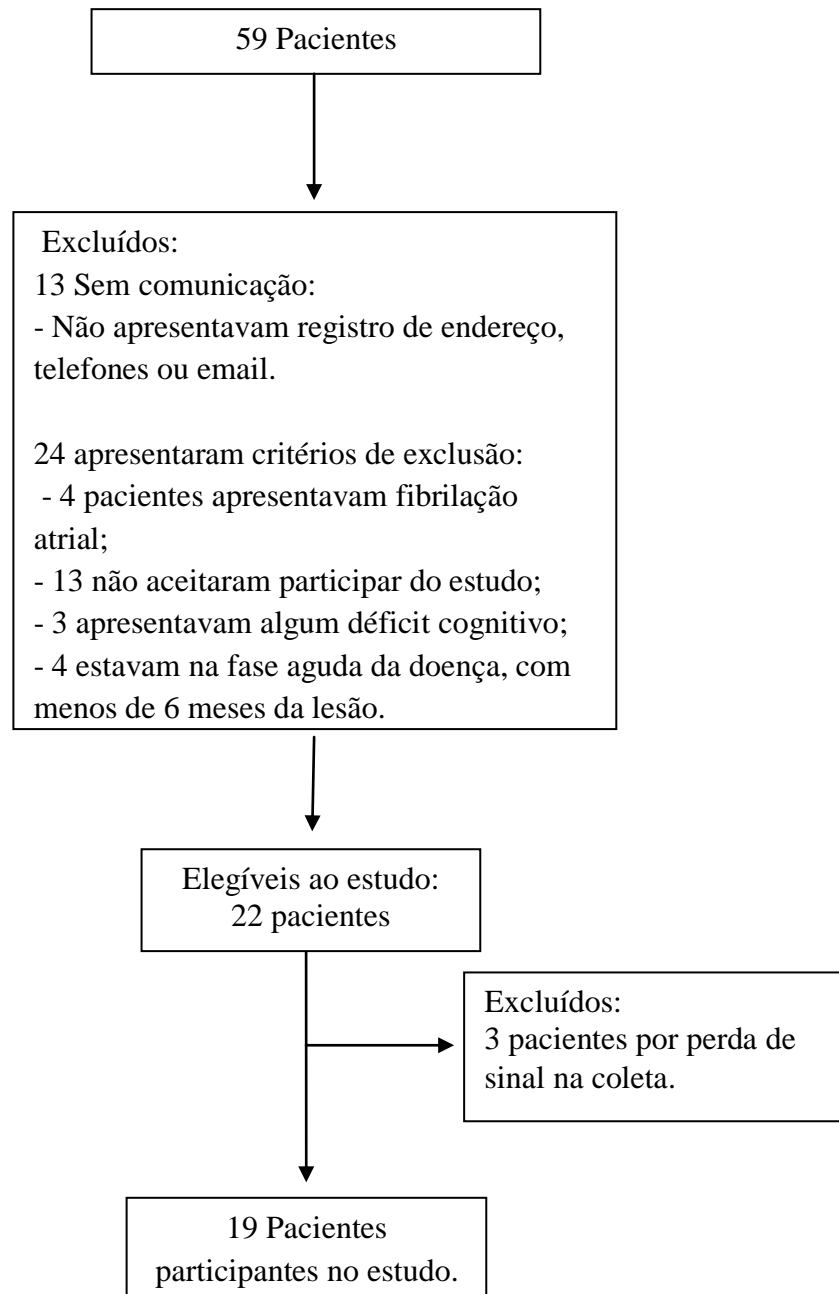 59 Pacientes
Excluídos:
13 Sem comunicação:
- Não apresentavam registro de endereço,
telefones ou email.
24 apresentaram critérios de exclusão:
- 4 pacientes apresentavam fibrilação
atrial;
- 13 não aceitaram participar do estudo;
- 3 apresentavam algum déficit cognitivo;
- 4 estavam na fase aguda da doença, com
menos de 6 meses da lesão.
Elegíveis ao estudo:
22 pacientes
Excluídos:
3 pacientes por perda de
sinal na coleta.
19 Pacientes
participantes no estudo.